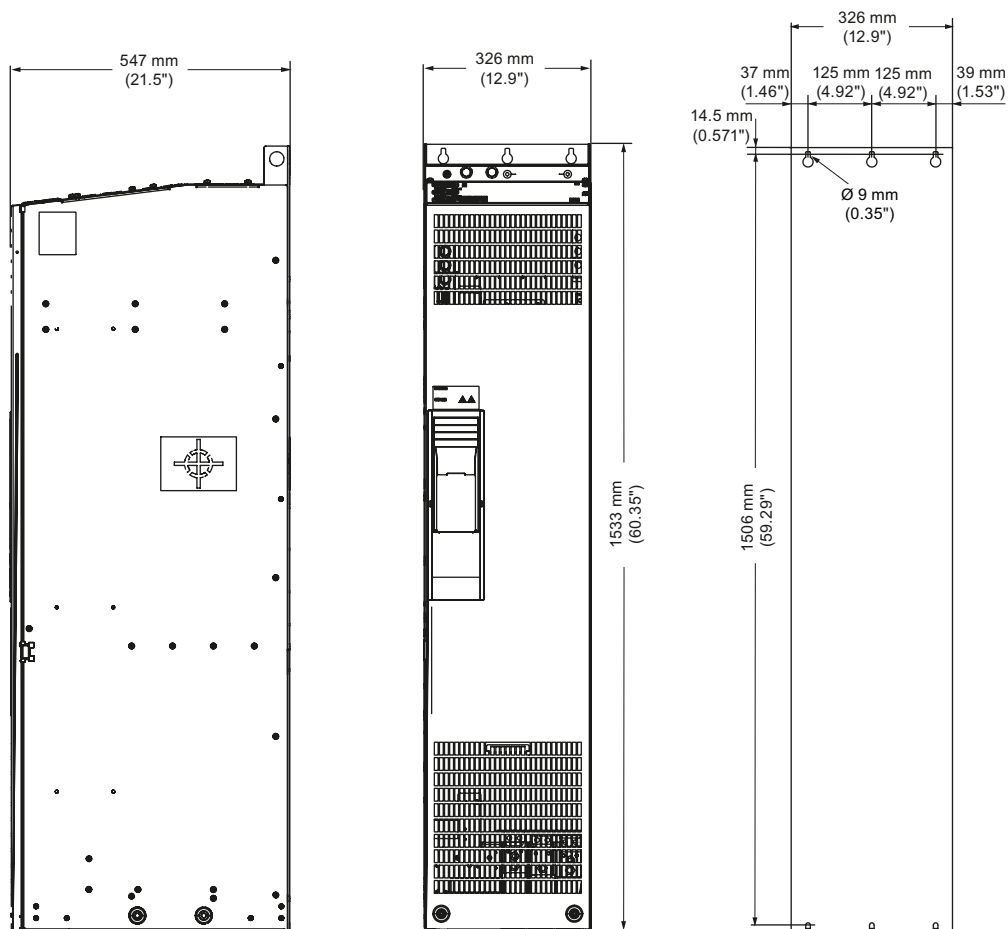 547 mm
(21.5")
326 mm
(12.9")
1533 mm
(60.35")
326 mm
(12.9")
37 mm
(1.46")
125 mm
(4.92")
125 mm
(4.92")
39 mm
(1.53")
14.5 mm
(0.571")
Ø 9 mm
(0.35")
1506 mm
(59.29")